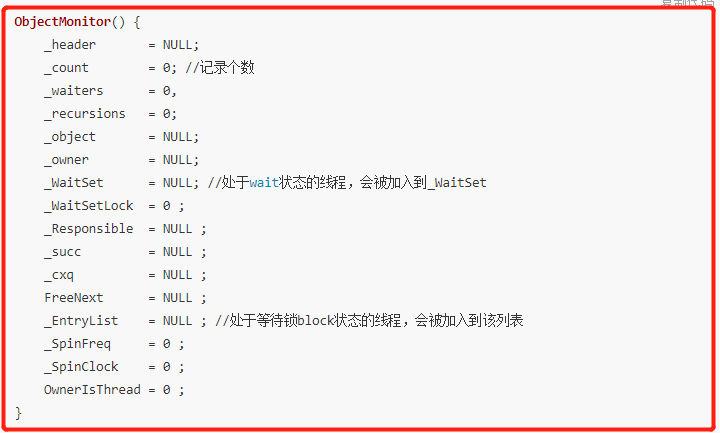 复制代码
ObjectMonitor() {
    _header       = NULL;
    _count        = 0; //记录个数
    _waiters      = 0,
    _recursions   = 0;
    _object       = NULL;
    _owner        = NULL;
    _WaitSet      = NULL; //处于wait状态的线程，会被加入到_WaitSet
    _WaitSetLock  = 0 ;
    _Responsible  = NULL ;
    _succ         = NULL ;
    _cxq          = NULL ;
    FreeNext      = NULL ;
    _EntryList    = NULL ; //处于等待锁block状态的线程，会被加入到该列表
    _SpinFreq     = 0 ;
    _SpinClock    = 0 ;
    OwnerIsThread = 0 ;
}